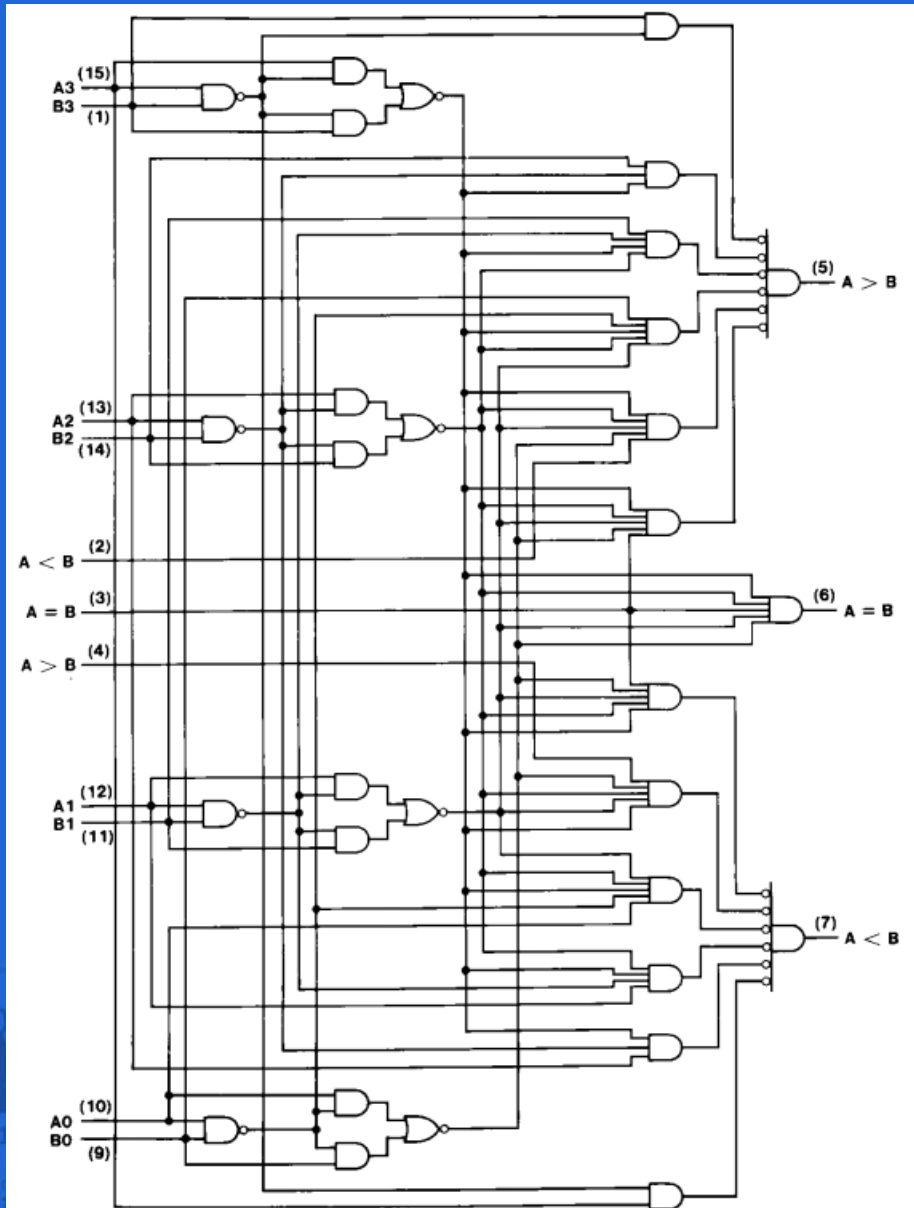 (15)
A3
B3
(1)
(13)
A2
B2
(14)
(5)
A > B
(2)
A < B
(3)
A = B
(6)
A = B
(4)
A > B
(12)
A1
B1
(11)
(7)
A < B
(10)
A0
B0
(9)